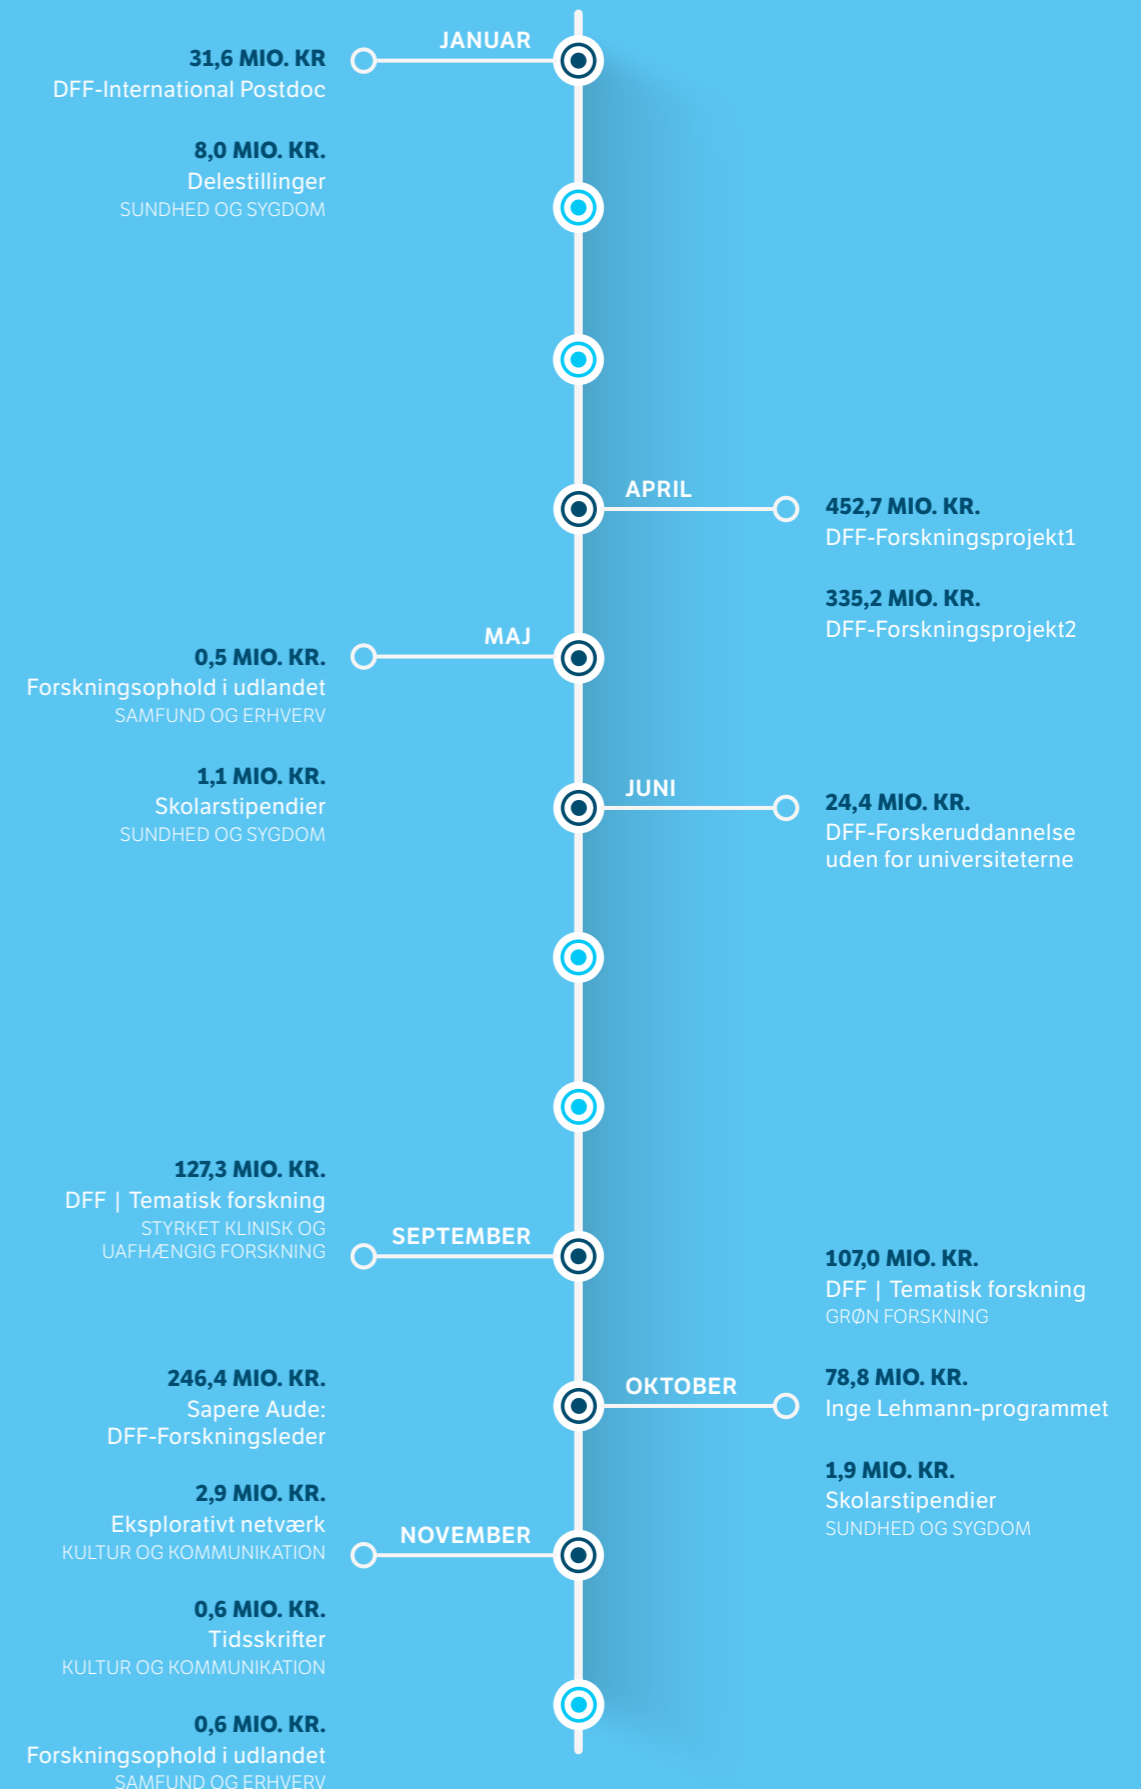 JANUAR
31,6 MIO. KR
DFF-International Postdoc
8,0 MIO. KR.
Delestillinger
SUNDHED OG SYGDOM
APRIL
452,7 MIO. KR.
DFF-Forskningsprojekt1
335,2 MIO. KR.
DFF-Forskningsprojekt2
MAJ
0,5 MIO. KR.
Forskningsophold i udlandet
SAMFUND OG ERHVERV
1,1 MIO. KR.
Skolarstipendier
SUNDHED OG SYGDOM
JUNI
24,4 MIO. KR.
DFF-Forskeruddannelse
uden for universiteterne
SEPTEMBER
127,3 MIO. KR.
DFF | Tematisk forskning
STYRKET KLINISK OG
UAFHÆNGIG FORSKNING
OKTOBER
107,0 MIO. KR.
DFF | Tematisk forskning
GRØN FORSKNING
78,8 MIO. KR.
Inge Lehmann-programmet
1,9 MIO. KR.
Skolarstipendier
SUNDHED OG SYGDOM
NOVEMBER
246,4 MIO. KR.
Sapere Aude:
DFF-Forskningsleder
2,9 MIO. KR.
Eksplorativt netværk
KULTUR OG KOMMUNIKATION
0,6 MIO. KR.
Tidsskrifter
KULTUR OG KOMMUNIKATION
0,6 MIO. KR.
Forskningsophold i udlandet
SAMFUND OG ERHVERV